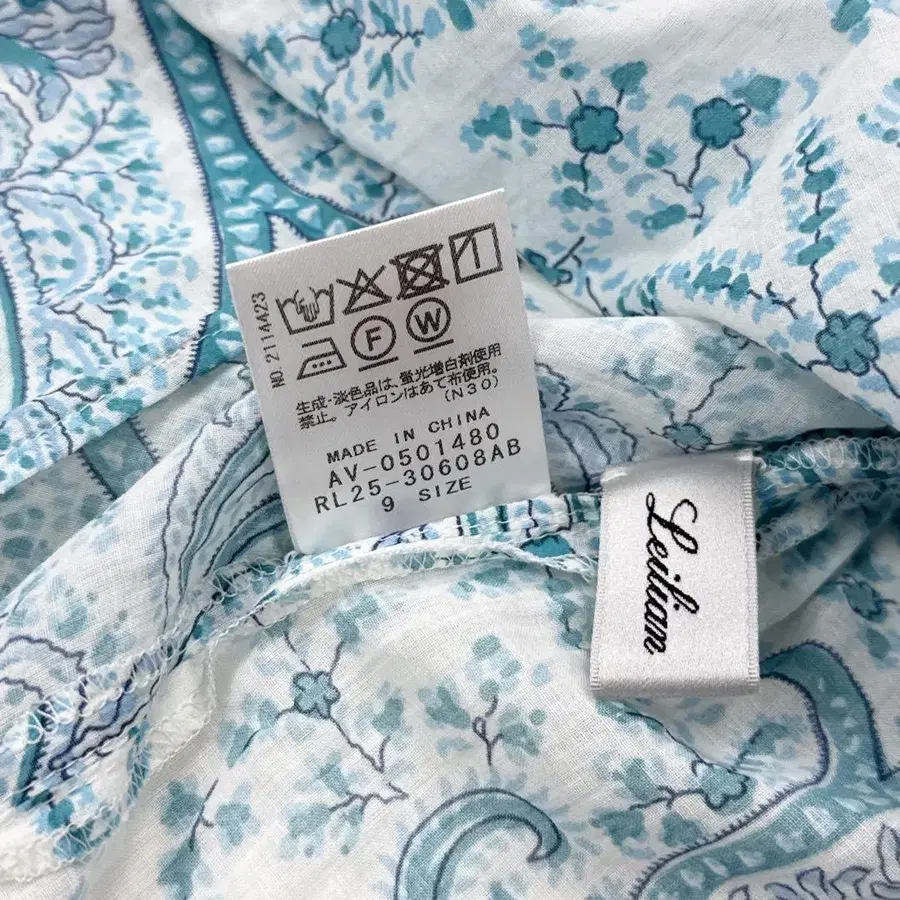 NO.2114A23
F W
生成・淡色品は、蛍光増白剤使用
禁止。アイロンはあて布使用。
(N30)
MADE IN CHINA
AV-0501480
RL25-30608AB
9 SIZE
Leilian